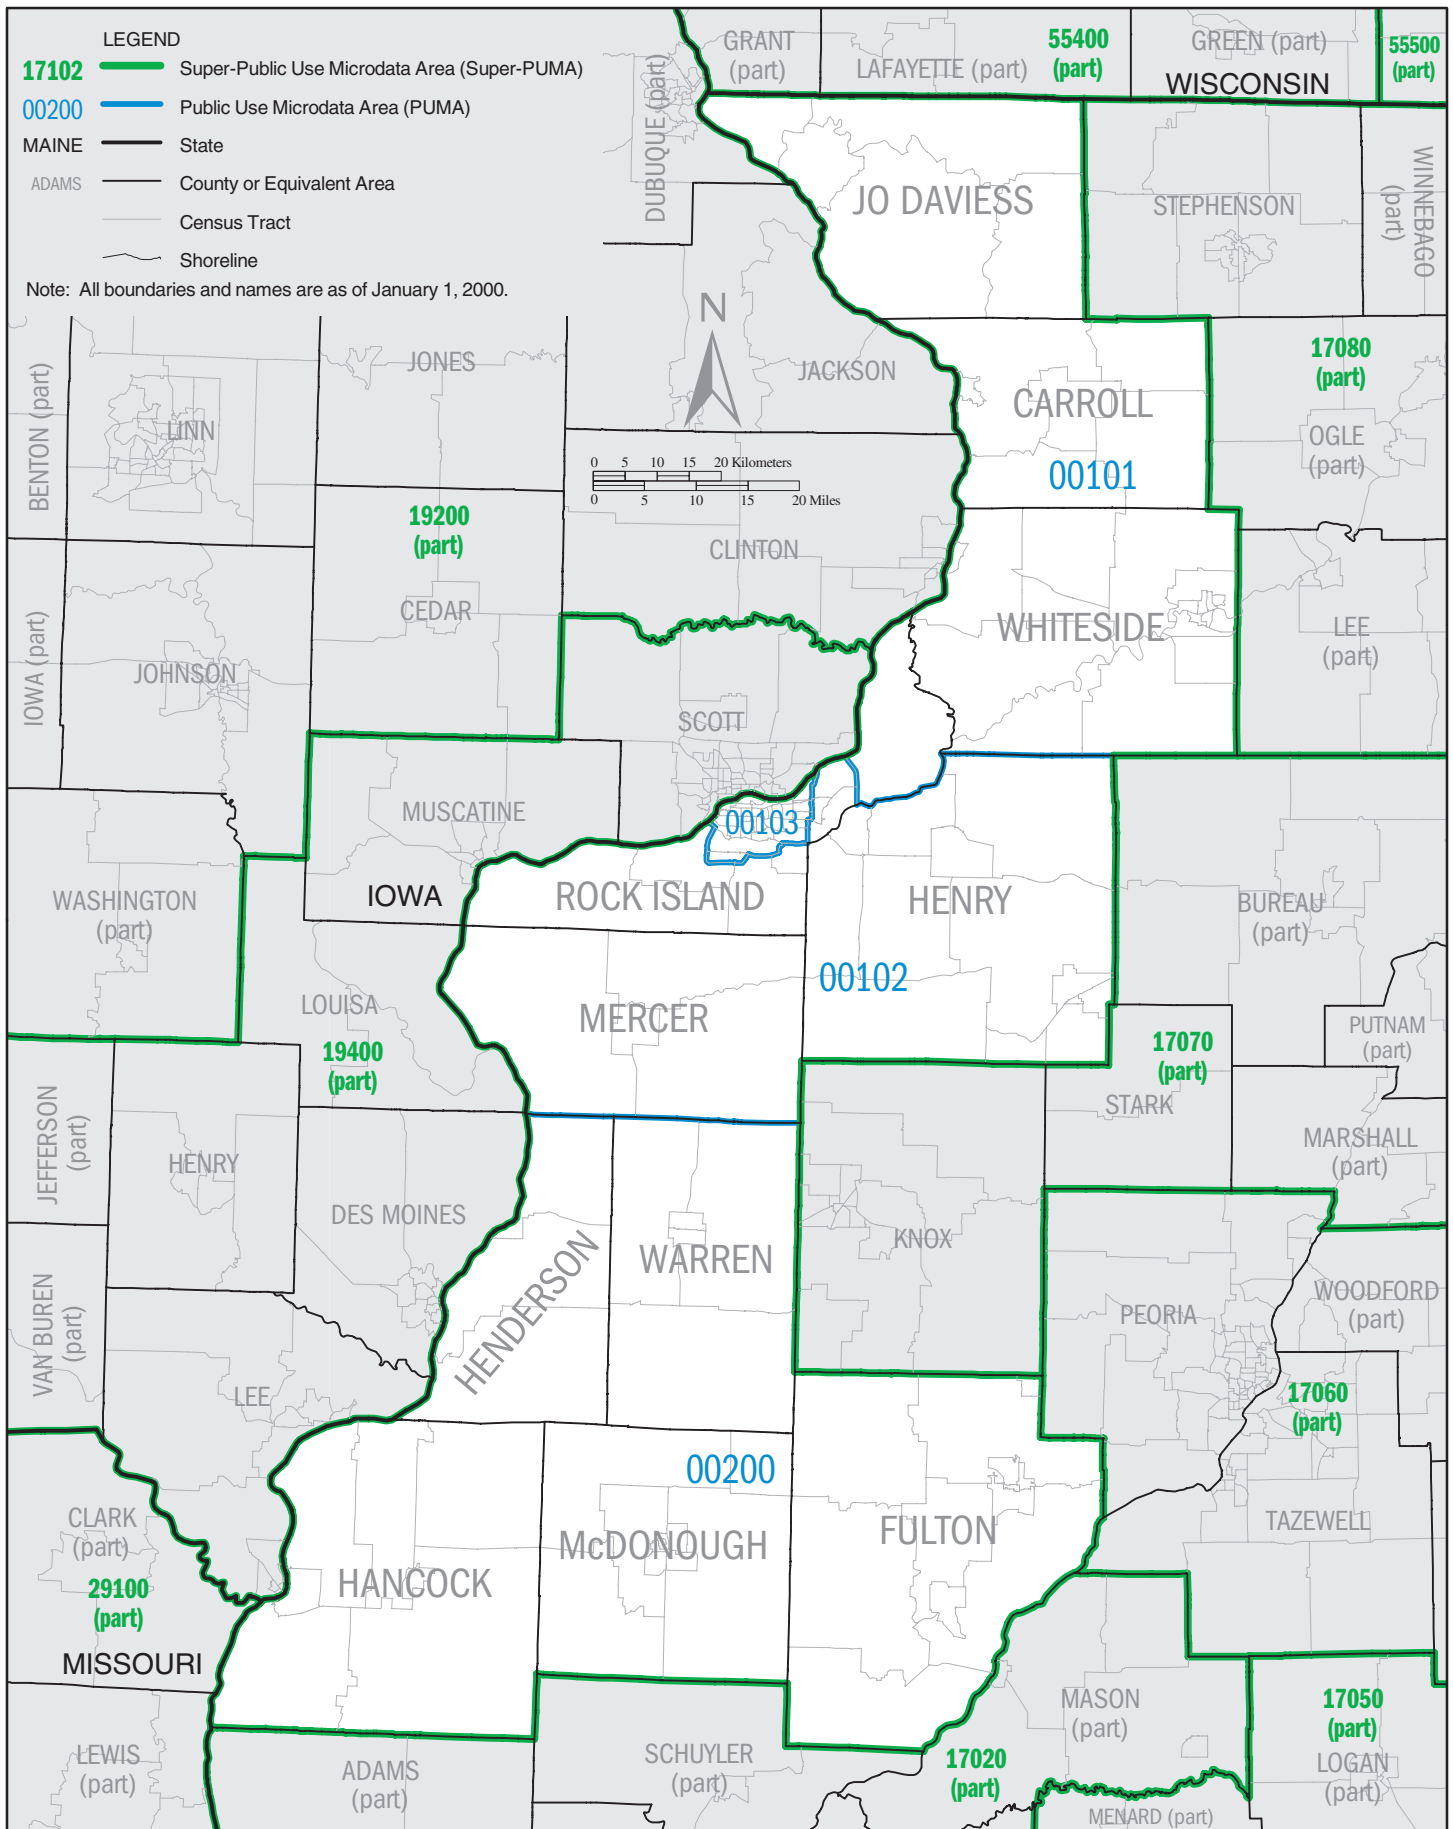 LEGEND
17102 Super-Public Use Microdata Area (Super-PUMA)
00200 Public Use Microdata Area (PUMA)
MAINE State
ADAMS County or Equivalent Area
Census Tract
Shoreline
Note: All boundaries and names are as of January 1, 2000.
GRANT
(part)
LAFAYETTE (part)
55400
(part)
GREEN (part)
WISCONSIN
55500
(part)
DUBUQUE (part)
JO DAVIESS
STEPHENSON
WINNEBAGO
(part)
N
BENTON (part)
LINN
JONES
JACKSON
CARROLL
00101
17080
(part)
OGLE
(part)
0 5 10 15 20 Kilometers
0 5 10 15 20 Miles
19200
(part)
CLINTON
CEDAR
IOWA (part)
JOHNSON
WHITESIDE
LEE
(part)
SCOTT
MUSCATINE
00103
WASHINGTON
(part)
IOWA
ROCK ISLAND
HENRY
BUREAU
(part)
00102
LOUISA
MERCER
19400
(part)
17070
(part)
PUTNAM
(part)
STARK
JEFFERSON
(part)
HENRY
MARSHALL
(part)
DES MOINES
HENDERSON
WARREN
KNOX
VAN BUREN
(part)
PEORIA
WOODFORD
(part)
LEE
17060
(part)
00200
CLARK
(part)
McDONOUGH
FULTON
TAZEWELL
29100
(part)
HANCOCK
MISSOURI
LEWIS
(part)
ADAMS
(part)
SCHUYLER
(part)
17020
(part)
MASON
(part)
17050
(part)
LOGAN
(part)
MENARD (part)